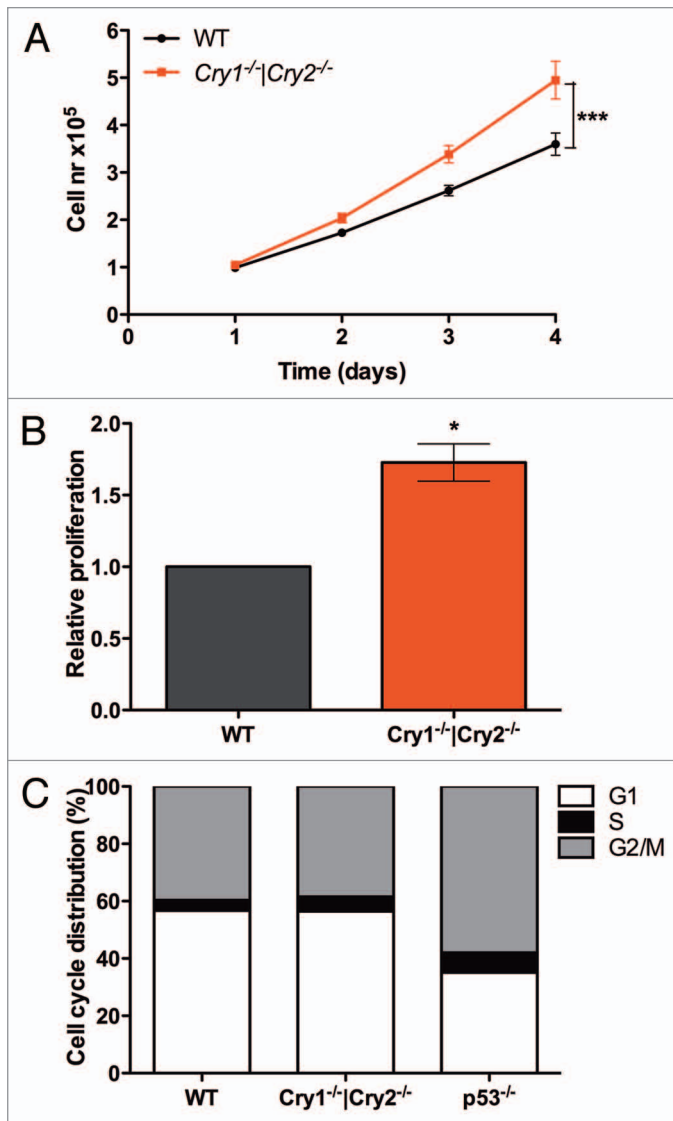 A
WT
Cry1-/-|Cry2-/-
Cell nr x10⁵
6
5
4
3
2
1
0
***
0 1 2 3 4
Time (days)
B
Relative proliferation
2.0
1.5
1.0
0.5
0.0
*
WT Cry1-/-|Cry2-/-
C
Cell cycle distribution (%)
100
80
60
40
20
0
G1
S
G2/M
WT Cry1-/-|Cry2-/- p53-/-